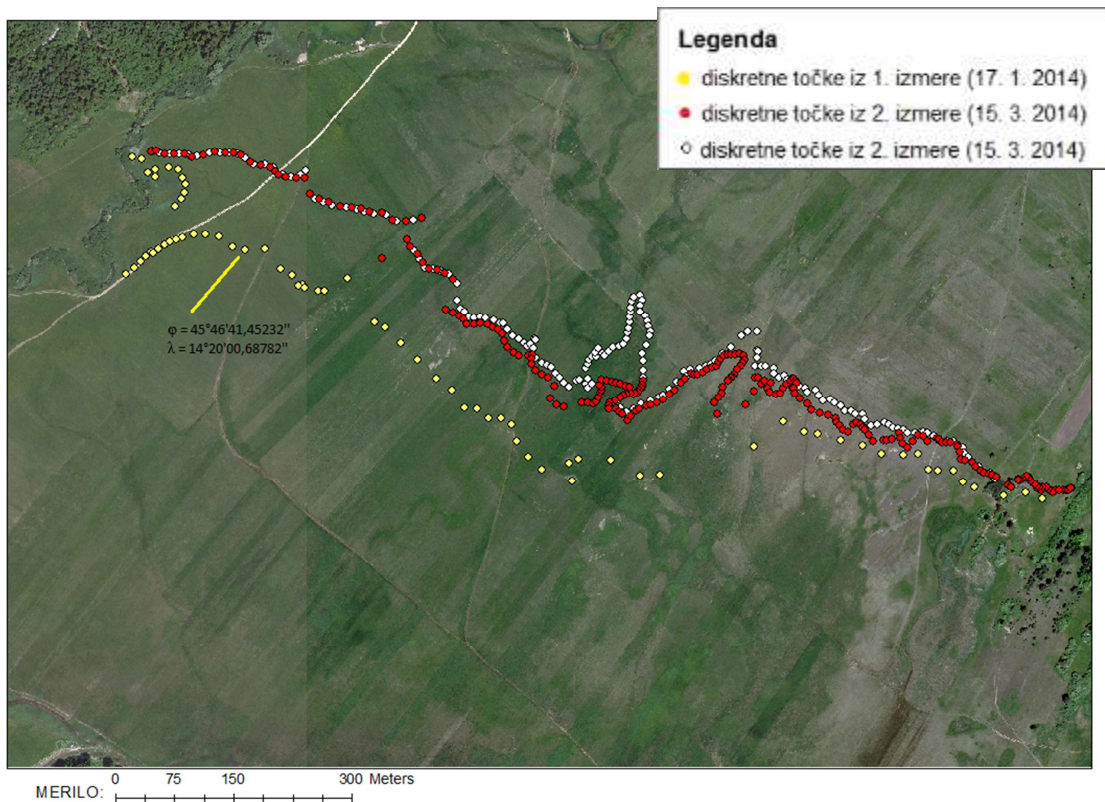 Legenda
diskretne točke iz 1. izmere (17. 1. 2014)
diskretne točke iz 2. izmere (15. 3. 2014)
diskretne točke iz 2. izmere (15. 3. 2014)
φ = 45°46'41,45232"
λ = 14°20'00,68782"
0 75 150 300 Meters
MERILO: